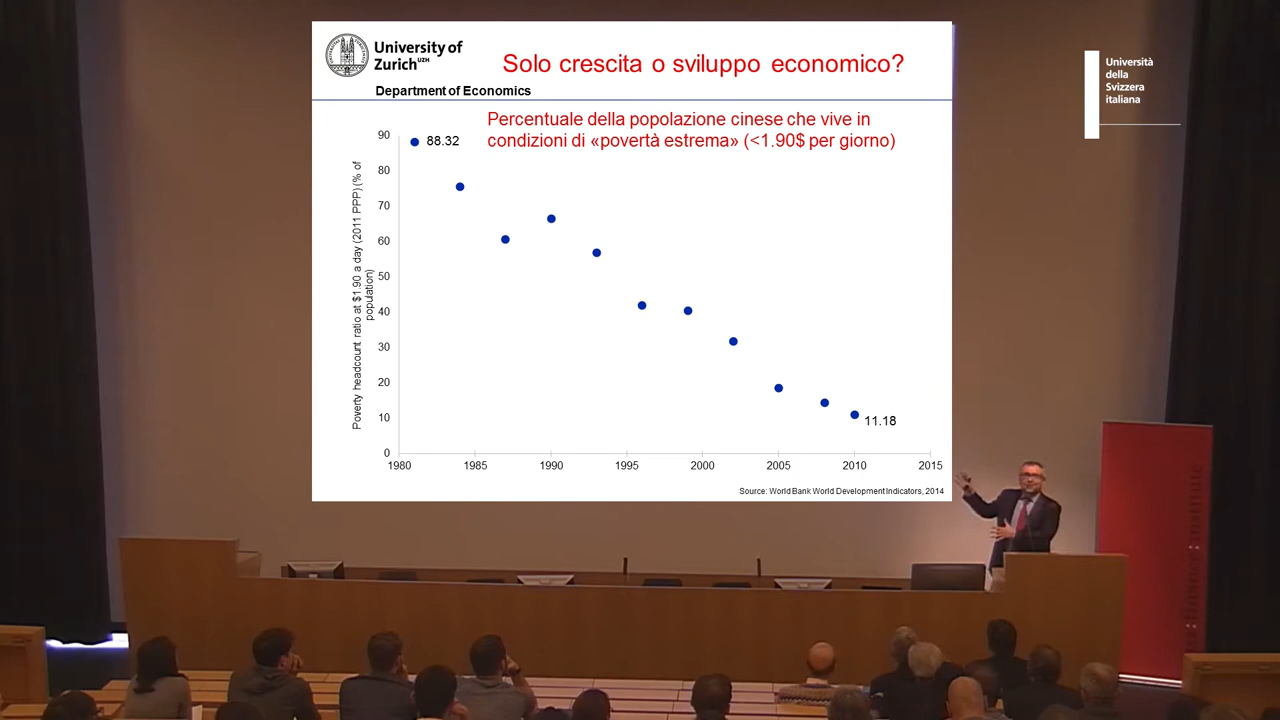 University of
Zurich UZH
Solo crescita o sviluppo economico?
Department of Economics
Percentuale della popolazione cinese che vive in
condizioni di «povertà estrema» (<1.90$ per giorno)
Poverty headcount ratio at $1.90 a day (2011 PPP) (% of
population)
90
80
70
60
50
40
30
20
10
0
88.32
11.18
1980
1985
1990
1995
2000
2005
2010
2015
Source: World Bank World Development Indicators, 2014
Università
della
Svizzera
italiana